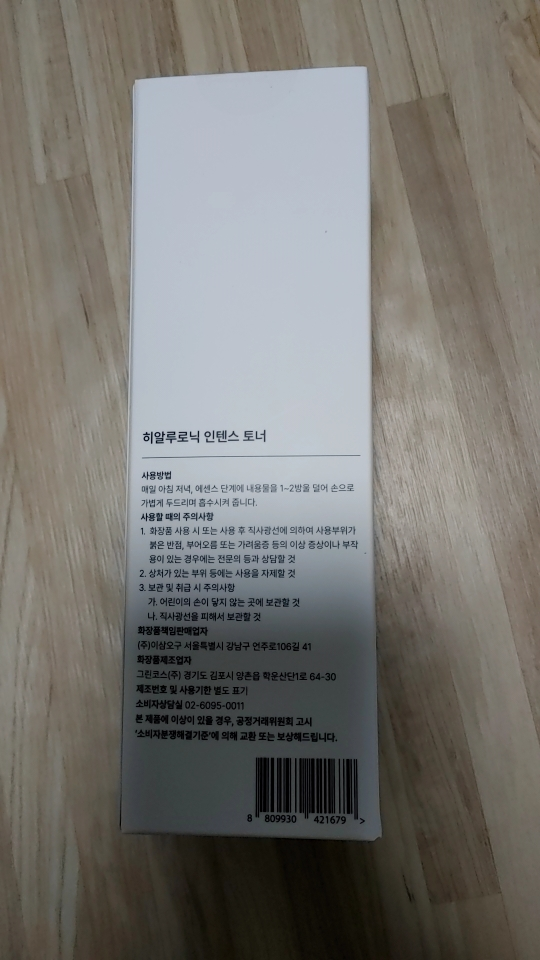 히알루로닉 인텐스 토너
사용방법
매일 아침 저녁, 에센스 단계에 내용물을 1~2방울 덜어 손으로
가볍게 두드리며 흡수시켜 줍니다.
사용할 때의 주의사항
1. 화장품 사용 시 또는 사용 후 직사광선에 의하여 사용부위가
붉은 반점, 부어오름 또는 가려움증 등의 이상 증상이나 부작
용이 있는 경우에는 전문의 등과 상담할 것
2. 상처가 있는 부위 등에는 사용을 자제할 것
3. 보관 및 취급 시 주의사항
가. 어린이의 손이 닿지 않는 곳에 보관할 것
나. 직사광선을 피해서 보관할 것
화장품책임판매업자
(주)이삼오구 서울특별시 강남구 언주로106길 41
화장품제조업자
그린코스(주) 경기도 김포시 양촌읍 학운산단1로 64-30
제조번호 및 사용기한 별도 표기
소비자상담실 02-6095-0011
본 제품에 이상이 있을 경우, 공정거래위원회 고시
'소비자분쟁해결기준'에 의해 교환 또는 보상해드립니다.
8 809930 421679 >